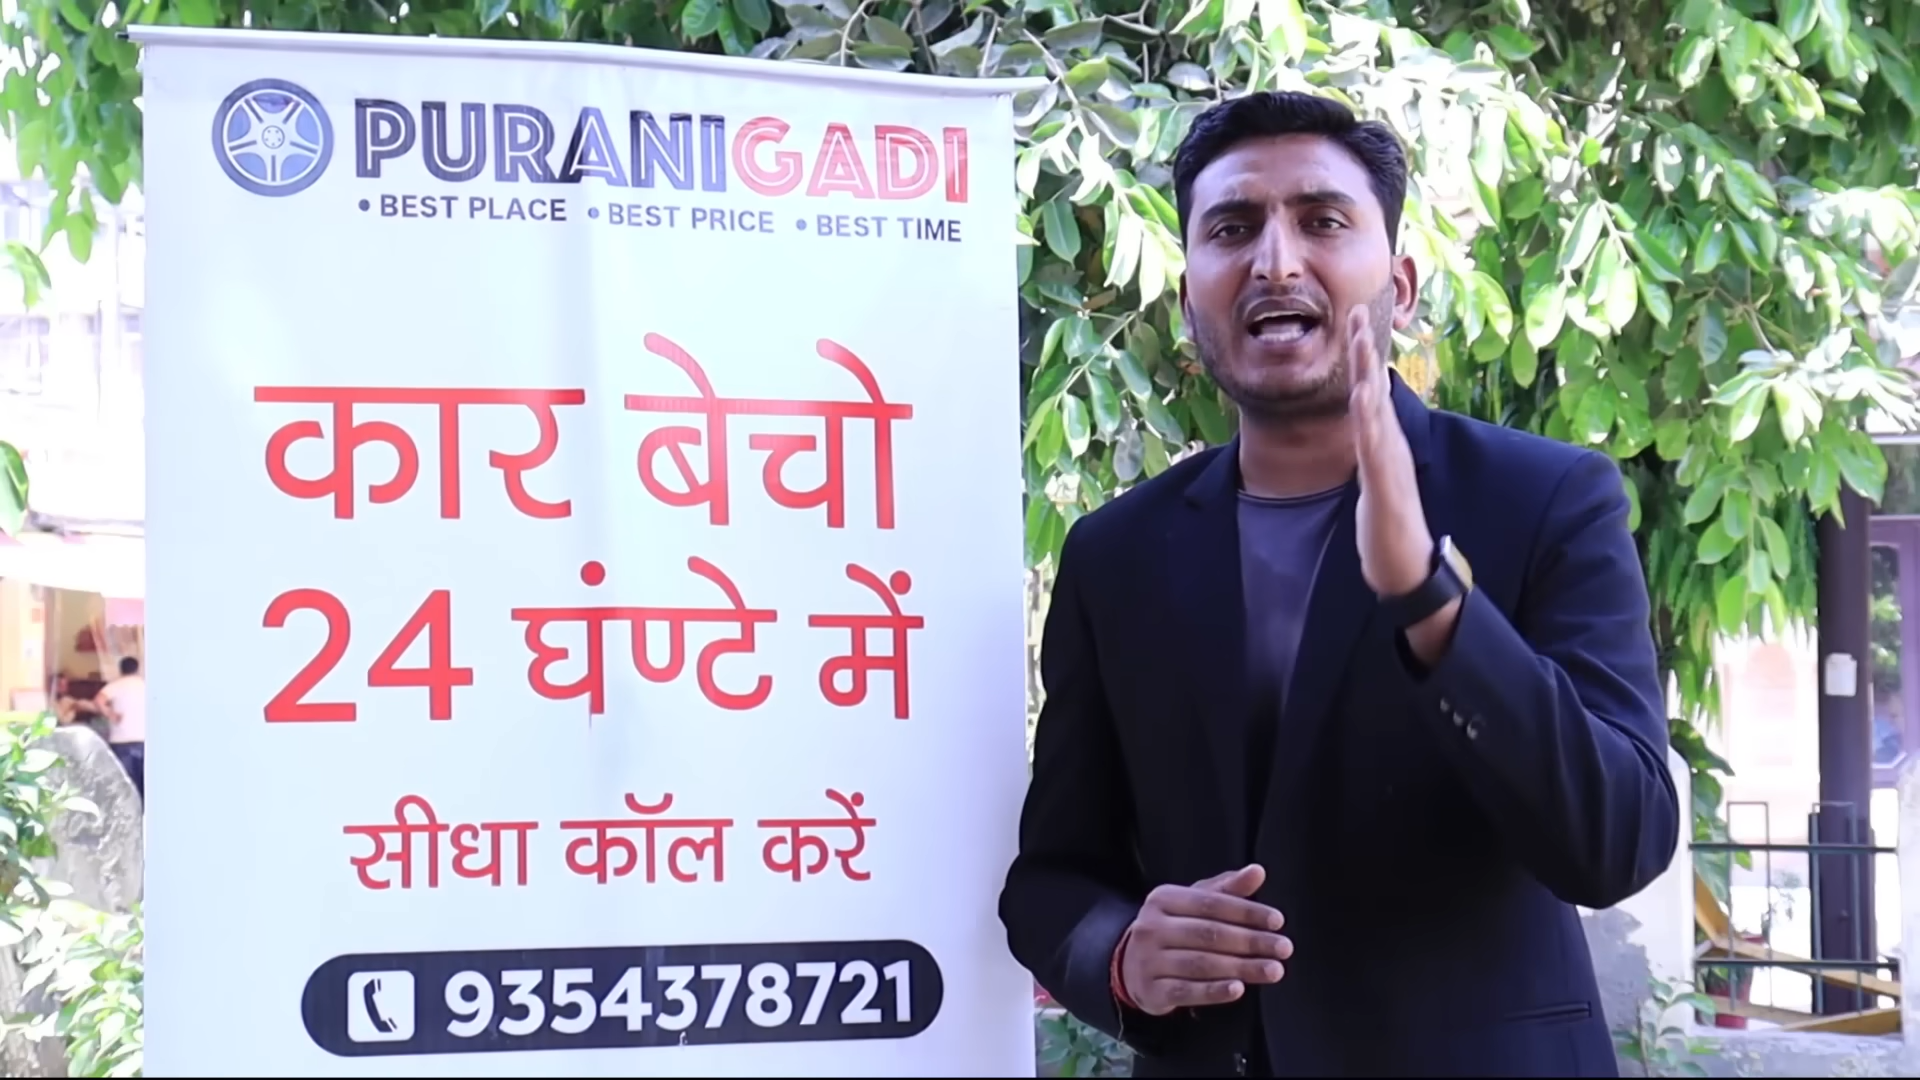 PURANIGADI
• BEST PLACE • BEST PRICE • BEST TIME
कार बेचो
24 घंण्टे में
सीधा कॉल करें
9354378721